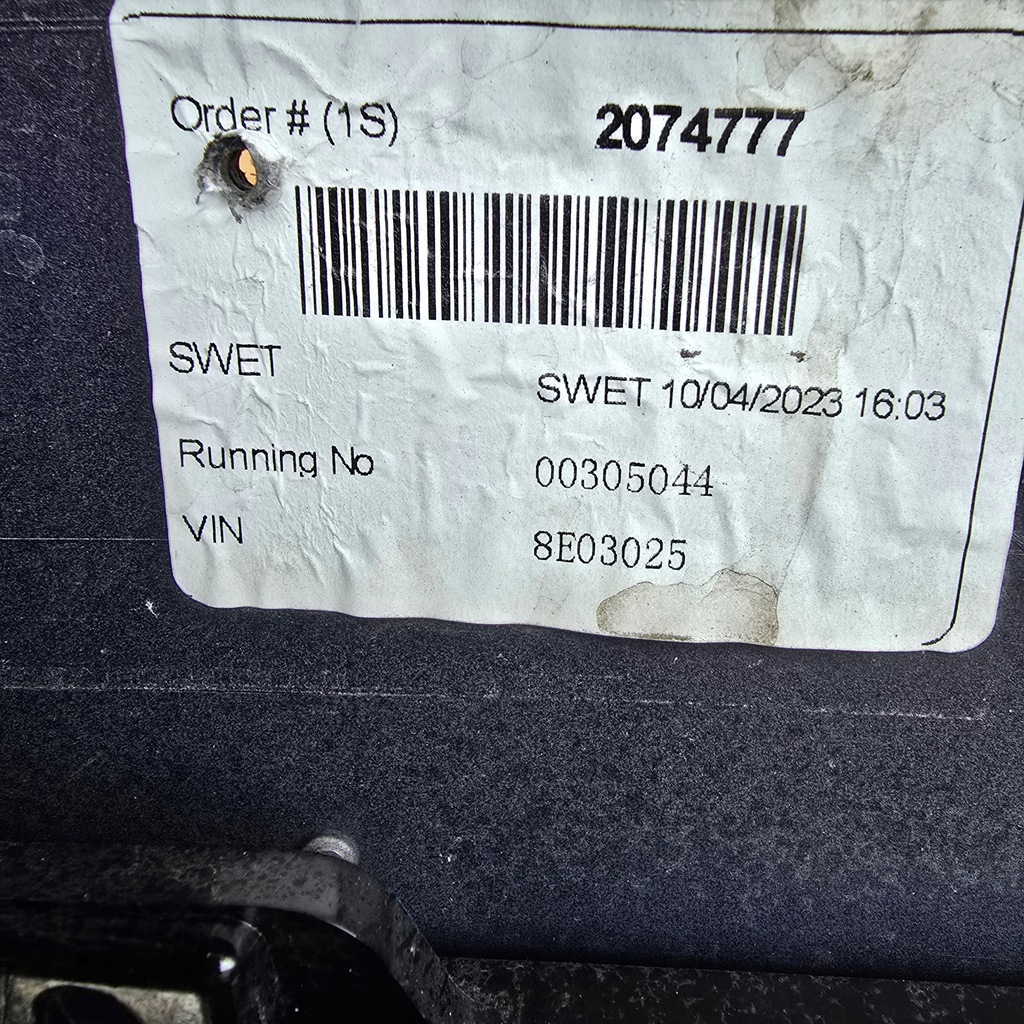 Order # (1S) 2074777
SWET SWET 10/04/2023 16:03
Running No 00305044
VIN 8E03025